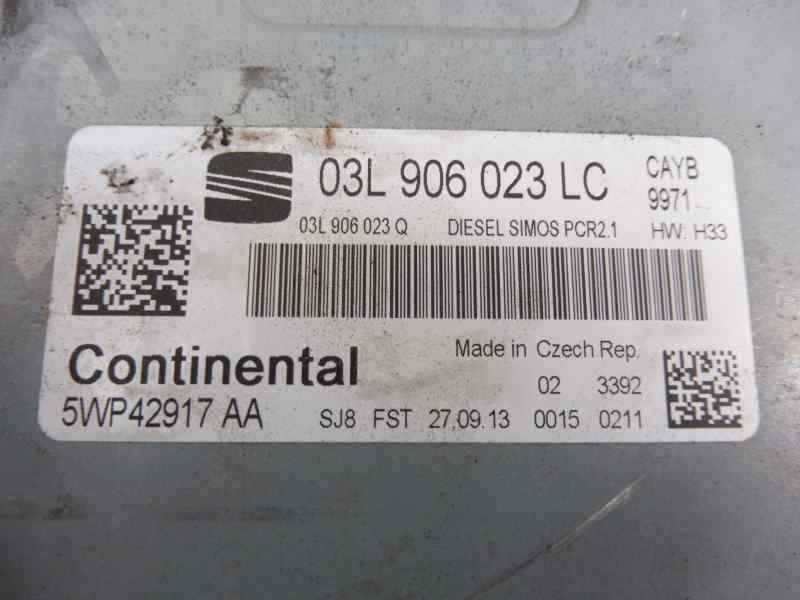 03L 906 023 LC CAYB
9971
03L 906 023 Q DIESEL SIMOS PCR2.1 HW: H33
Continental Made in Czech Rep.
02 3392
5WP42917 AA SJ8 FST 27.09.13 0015 0211